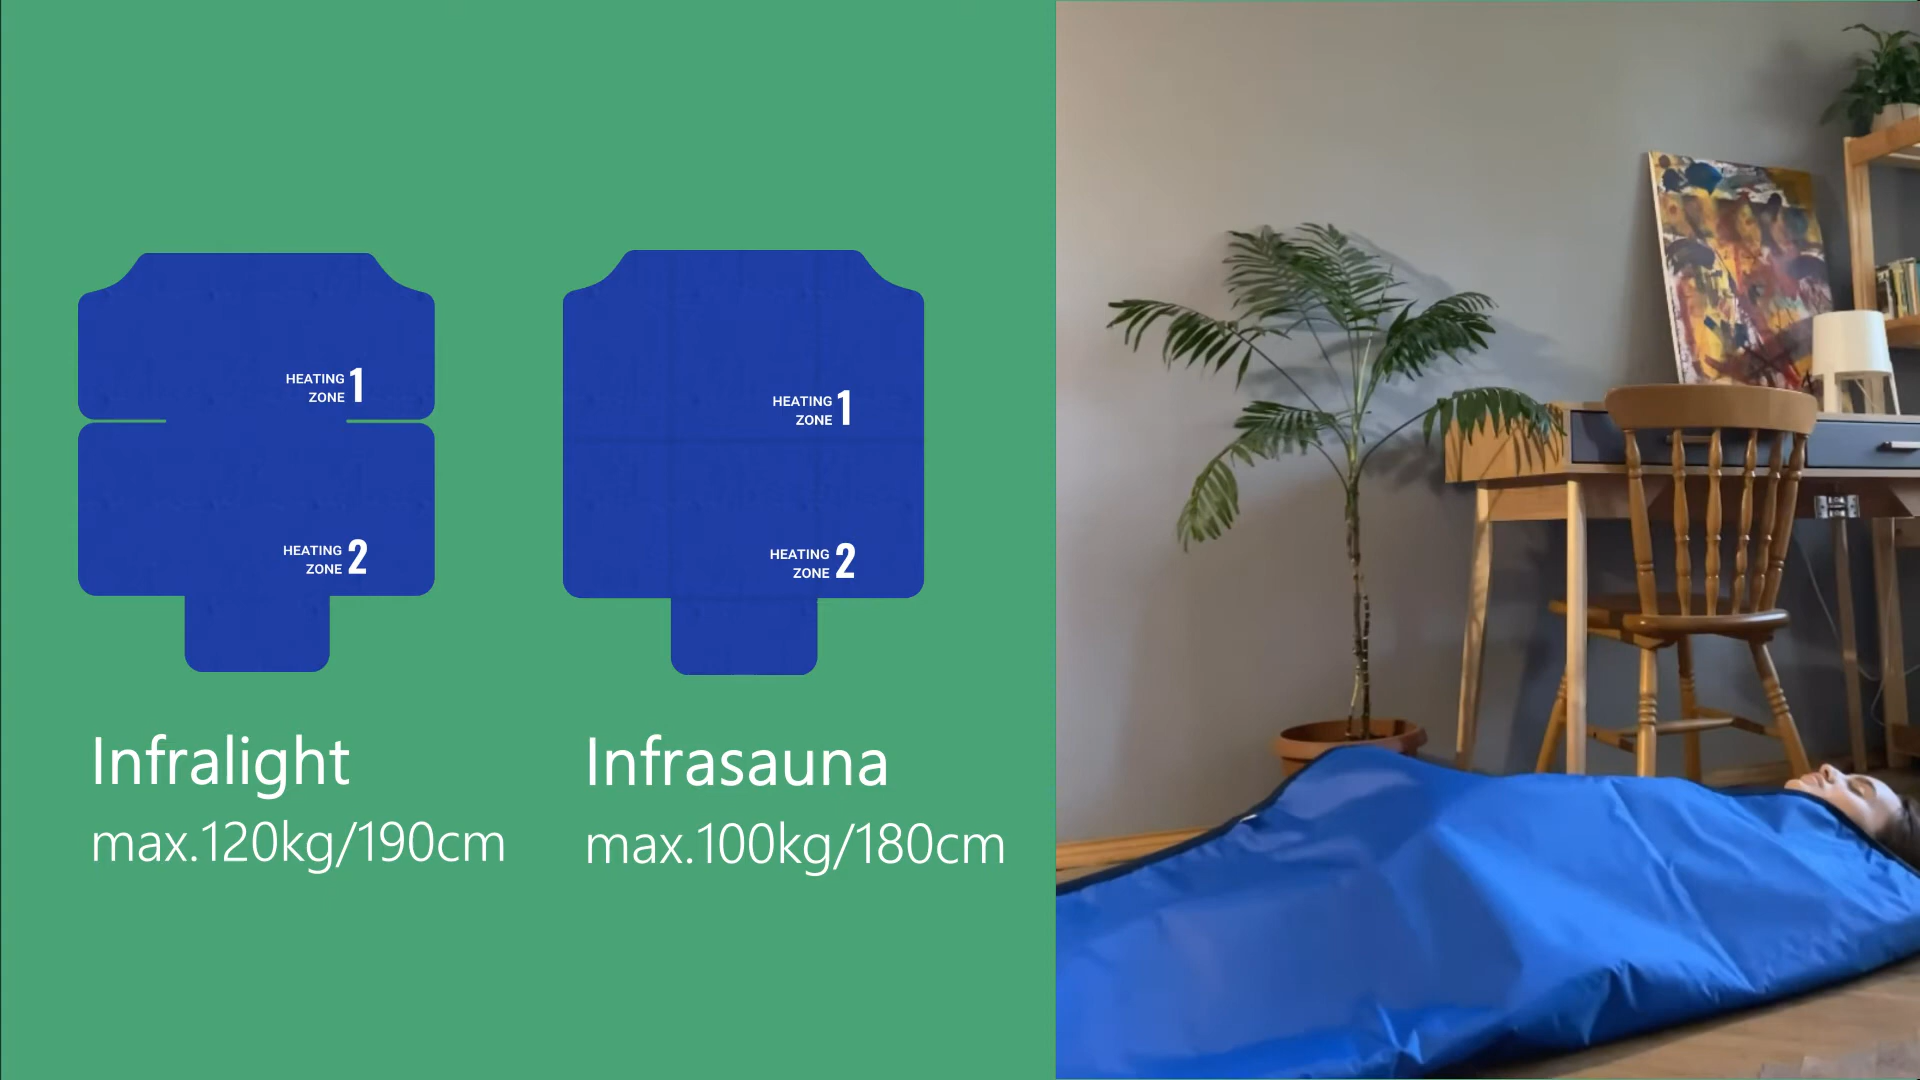 HEATING
ZONE 1
HEATING
ZONE 2
Infralight
max.120kg/190cm
HEATING
ZONE 1
HEATING
ZONE 2
Infrasauna
max.100kg/180cm